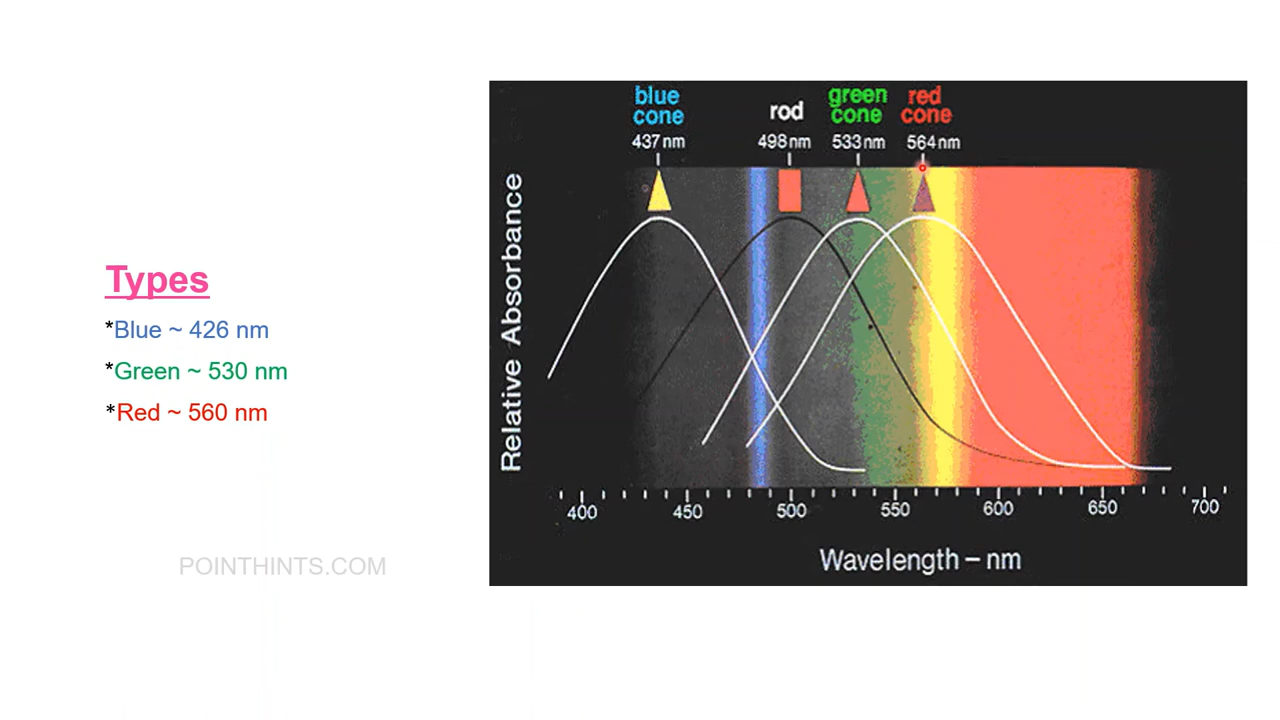 Types
*Blue ~ 426 nm
*Green ~ 530 nm
*Red ~ 560 nm
POINTHINTS.COM
blue cone
437 nm
rod
498 nm
green cone
533 nm
red cone
564 nm
Relative Absorbance
400 450 500 550 600 650 700
Wavelength – nm